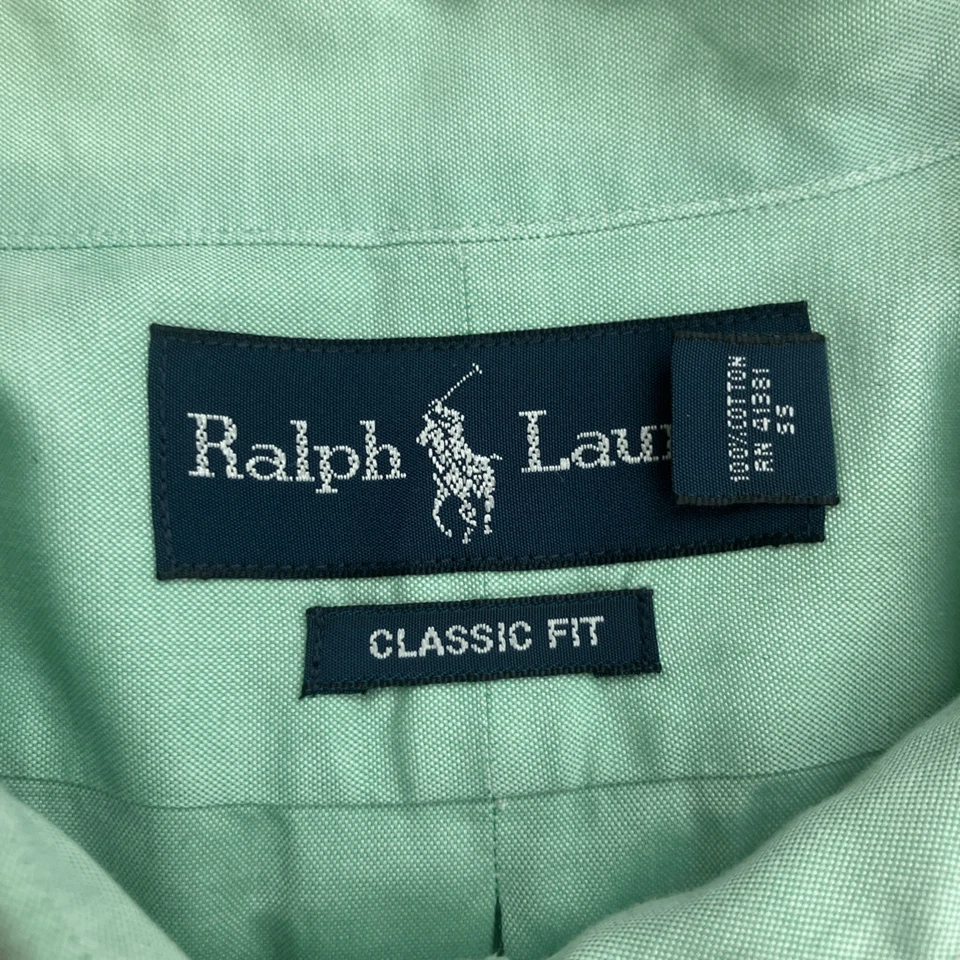 Ralph Lau
CLASSIC FIT
100% COTTON
RN 41381
SS